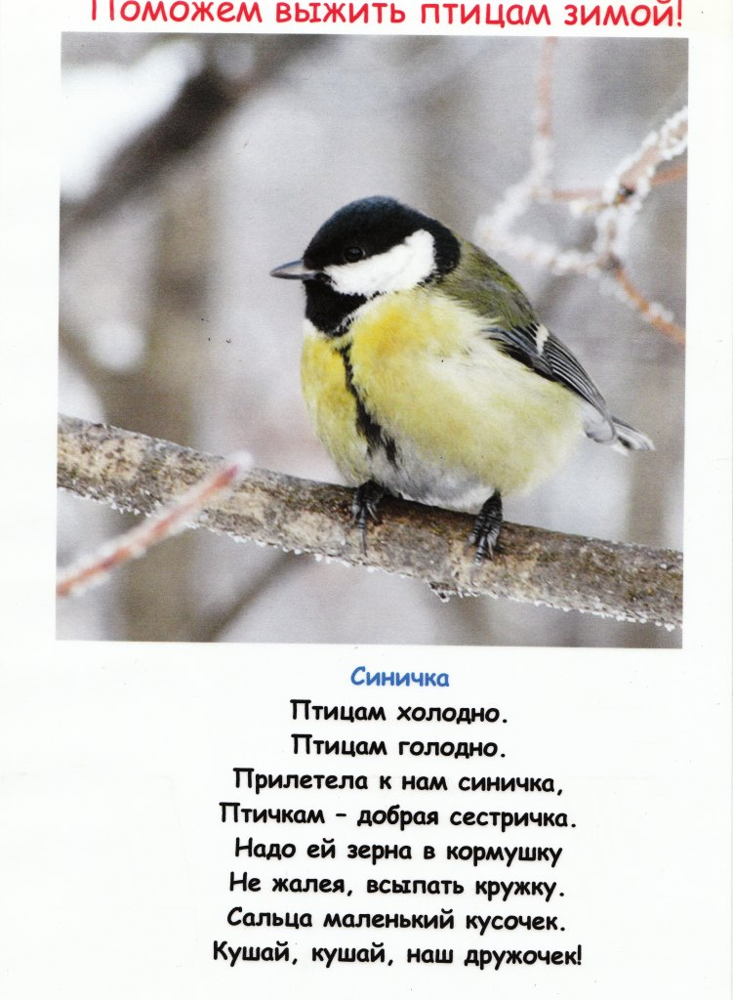 Поможем выжить птицам зимой!
Синичка
Птицам холодно.
Птицам голодно.
Прилетела к нам синичка,
Птичкам – добрая сестричка.
Надо ей зерна в кормушку
Не жалея, всыпать кружку.
Сальца маленький кусочек.
Кушай, кушай, наш дружочек!